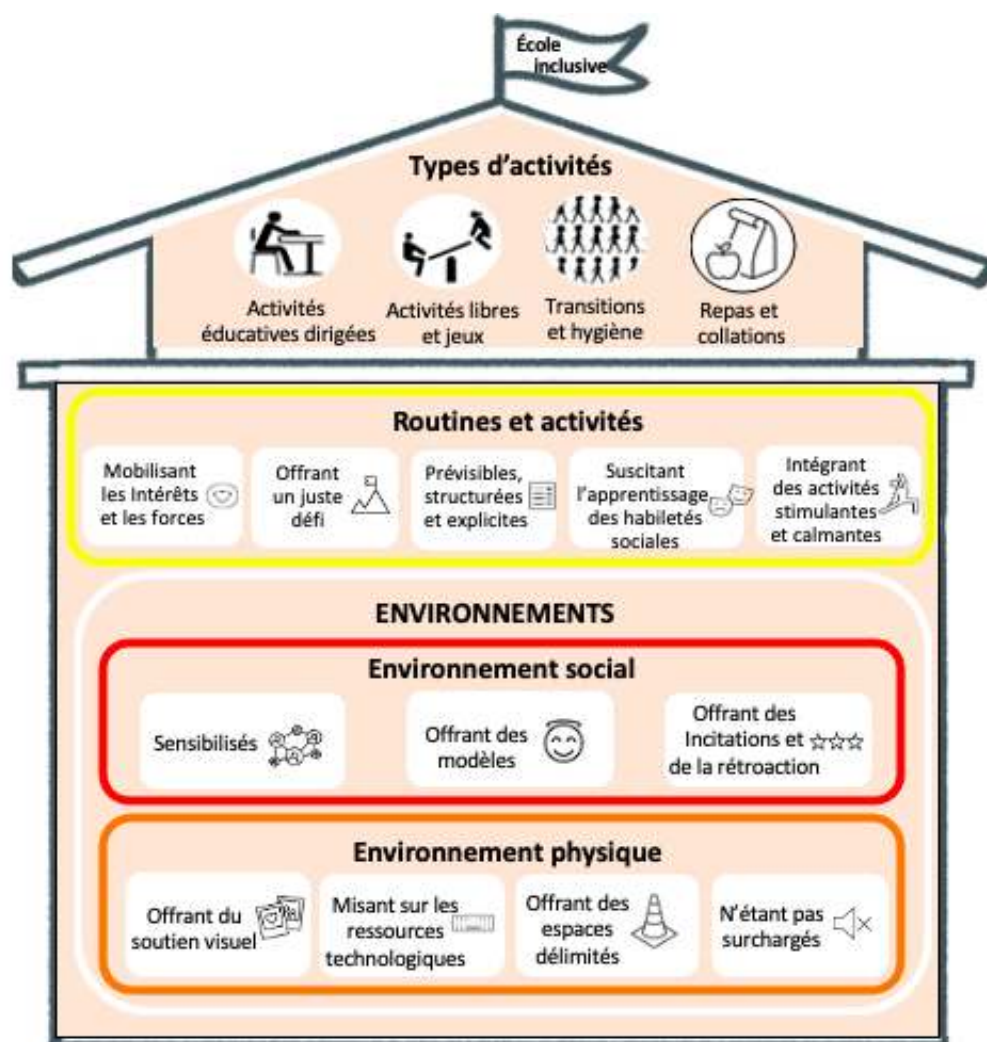 École
inclusive
Types d'activités
Activités
éducatives dirigées
Activités libres
et jeux
Transitions
et hygiène
Repas et
collations
Routines et activités
Mobilisant
les Intérêts
et les forces
Offrant
un juste
défi
Prévisibles,
structurées
et explicites
Suscitant
l'apprentissage
des habiletés
sociales
Intégrant
des activités
stimulantes
et calmantes
ENVIRONNEMENTS
Environnement social
Sensibilisés
Offrant des
modèles
Offrant des
Incitations et
de la rétroaction
Environnement physique
Offrant du
soutien visuel
Misant sur les
ressources
technologiques
Offrant des
espaces
délimités
N'étant pas
surchargés